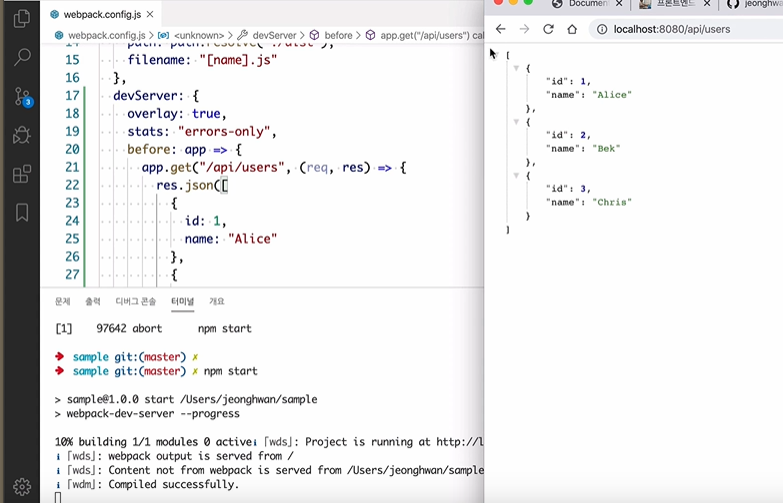 webpack.config.js ×
webpack.config.js > <unknown> > devServer > before > app.get("/api/users") cal
14 path: path.resolve("./dist"),
15 filename: "[name].js"
16 },
17 devServer: {
18 overlay: true,
19 stats: "errors-only",
20 before: app => {
21 app.get("/api/users", (req, res) => {
22 res.json([
23 {
24 id: 1,
25 name: "Alice"
26 },
27 {
3
문제 출력 디버그 콘솔 터미널 개요
[1] 97642 abort npm start
sample git:(master) ✗
sample git:(master) ✗ npm start
> sample@1.0.0 start /Users/jeonghwan/sample
> webpack-dev-server --progress
10% building 1/1 modules 0 activeℹ ｢wds｣: Project is running at http://l
ℹ ｢wds｣: webpack output is served from /
ℹ ｢wds｣: Content not from webpack is served from /Users/jeonghwan/sample
ℹ ｢wdm｣: Compiled successfully.
Document × 프론트엔드 × jeonghw
localhost:8080/api/users
[
{
"id": 1,
"name": "Alice"
},
{
"id": 2,
"name": "Bek"
},
{
"id": 3,
"name": "Chris"
}
]